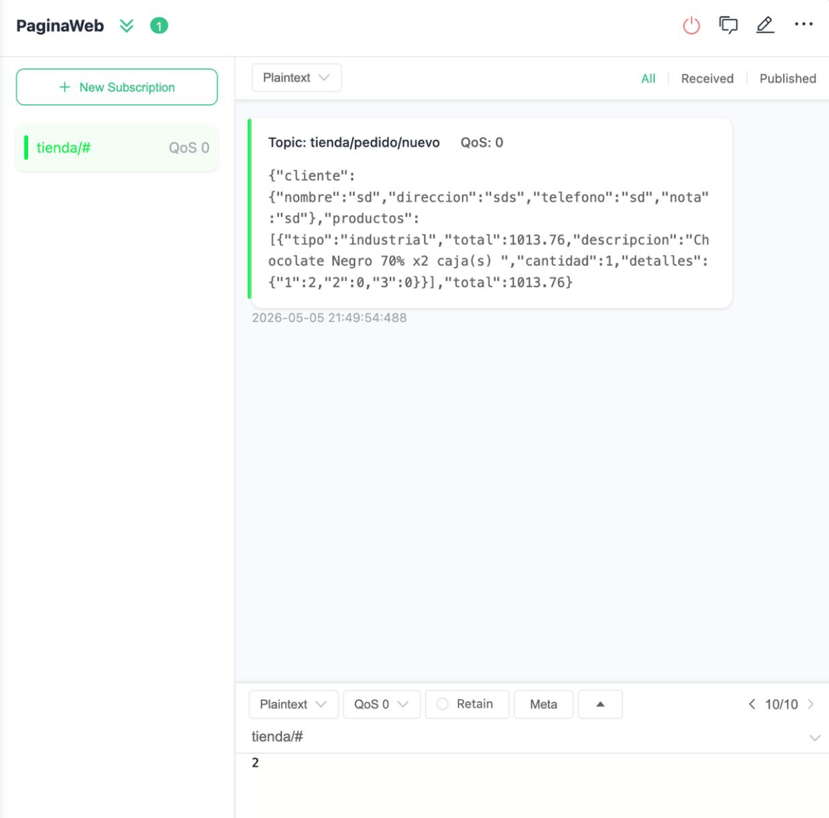 PaginaWeb 1
+ New Subscription
tienda/# QoS 0
Plaintext All Received Published
Topic: tienda/pedido/nuevo QoS: 0
{"cliente":
{"nombre":"sd","direccion":"sds","telefono":"sd","nota"
:"sd"},"productos":
[{"tipo":"industrial","total":1013.76,"descripcion":"Ch
ocolate Negro 70% x2 caja(s) ","cantidad":1,"detalles":
{"1":2,"2":0,"3":0}}],"total":1013.76}
2026-05-05 21:49:54:488
Plaintext QoS 0 Retain Meta 10/10
tienda/#
2